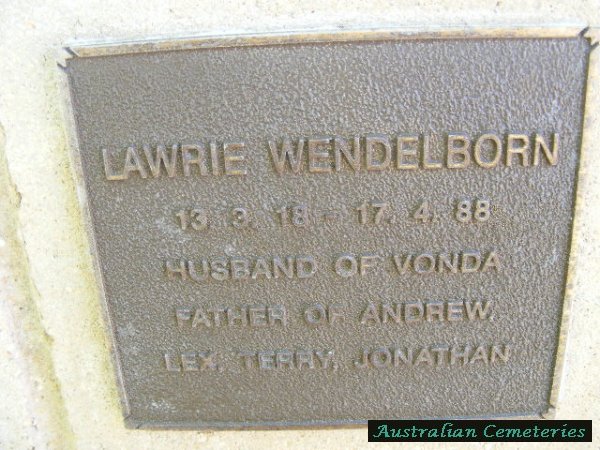 LAWRIE WENDELBORN
13. 3. 18 - 17. 4. 88
HUSBAND OF VONDA
FATHER OF ANDREW,
LEX, TERRY, JONATHAN
Australian Cemeteries